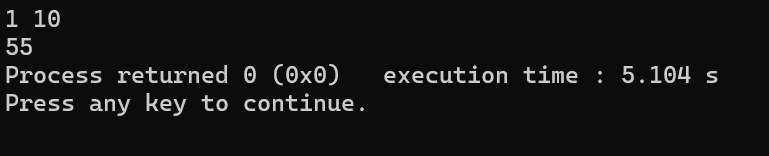 1 10
55
Process returned 0 (0x0)   execution time : 5.104 s
Press any key to continue.